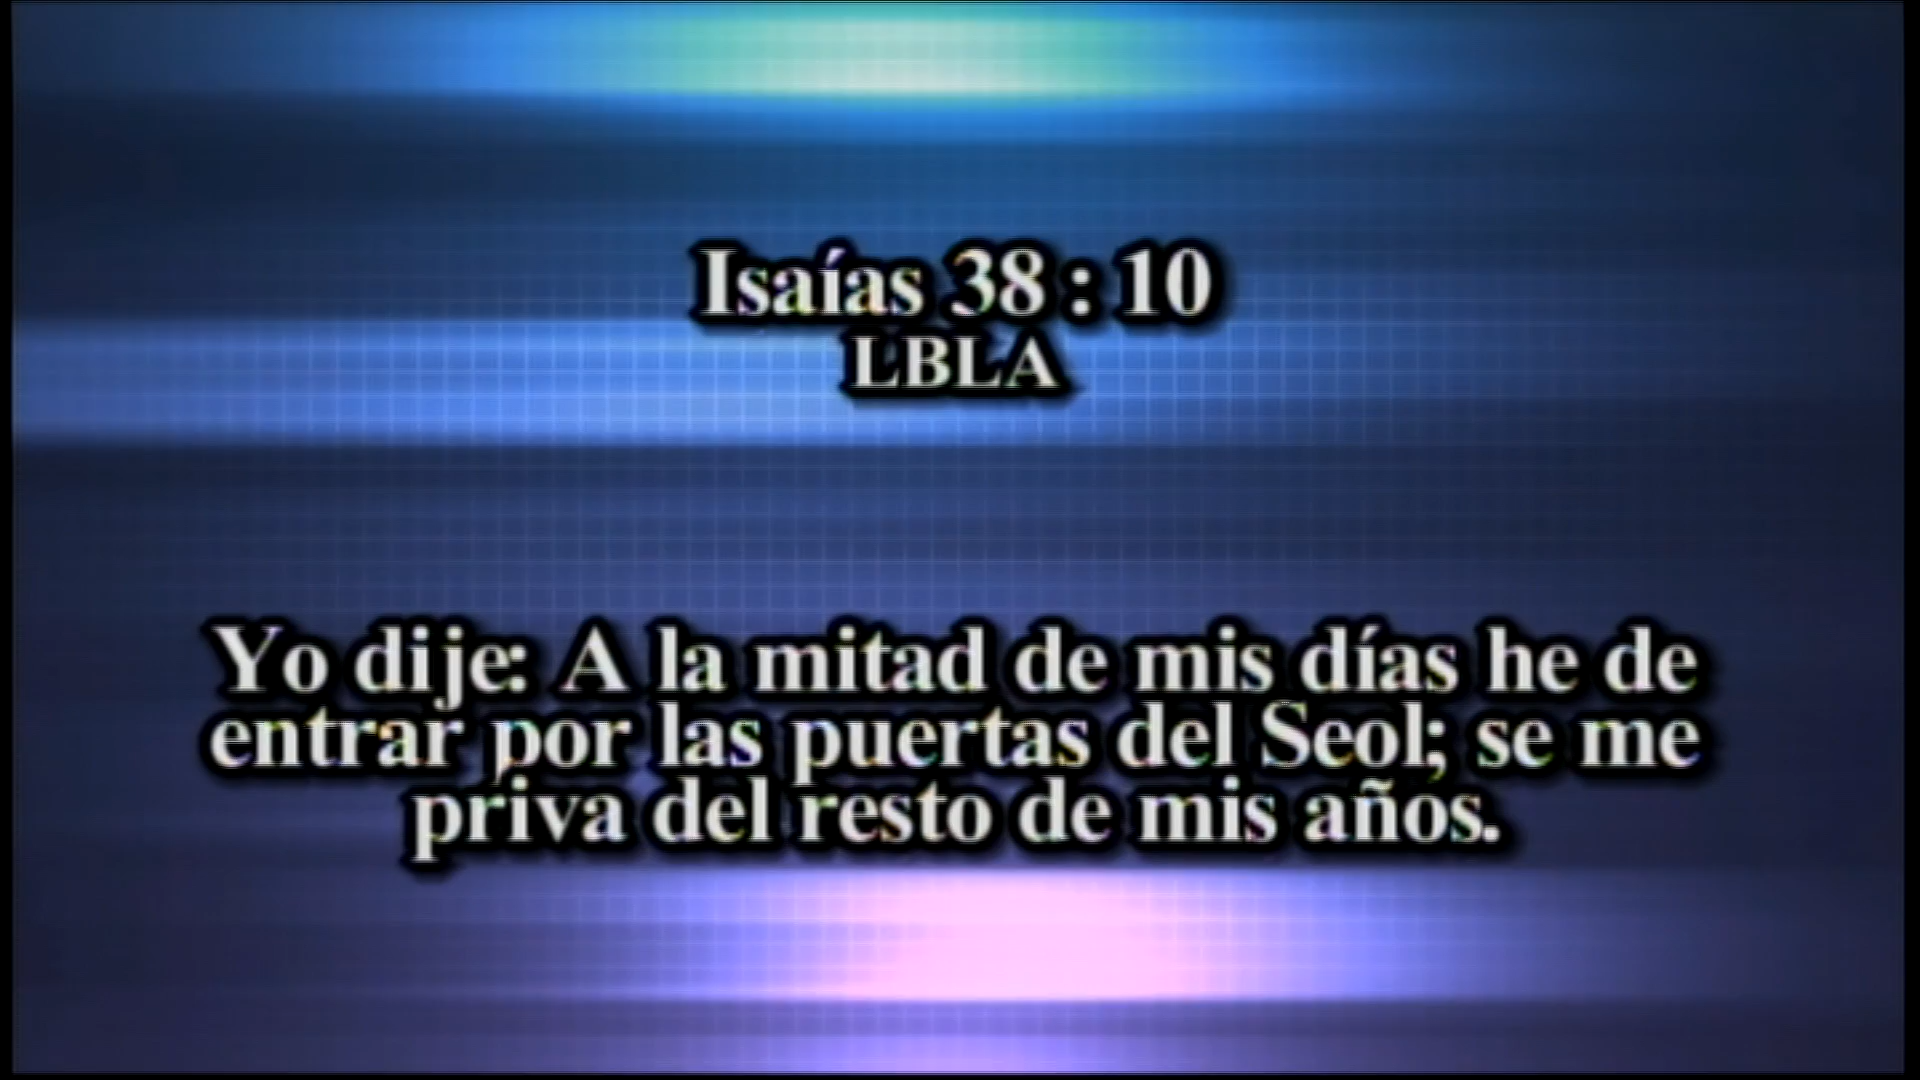 Isaías 38 : 10
LBLA
Yo dije: A la mitad de mis días he de
entrar por las puertas del Seol; se me
priva del resto de mis años.